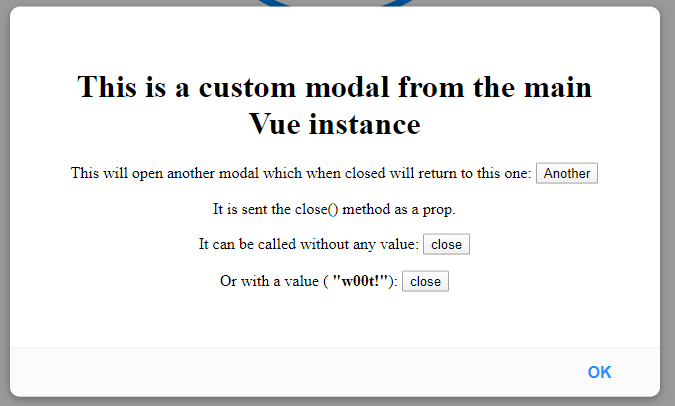 This is a custom modal from the main
Vue instance
This will open another modal which when closed will return to this one: Another
It is sent the close() method as a prop.
It can be called without any value: close
Or with a value ( "w00t!"): close
OK